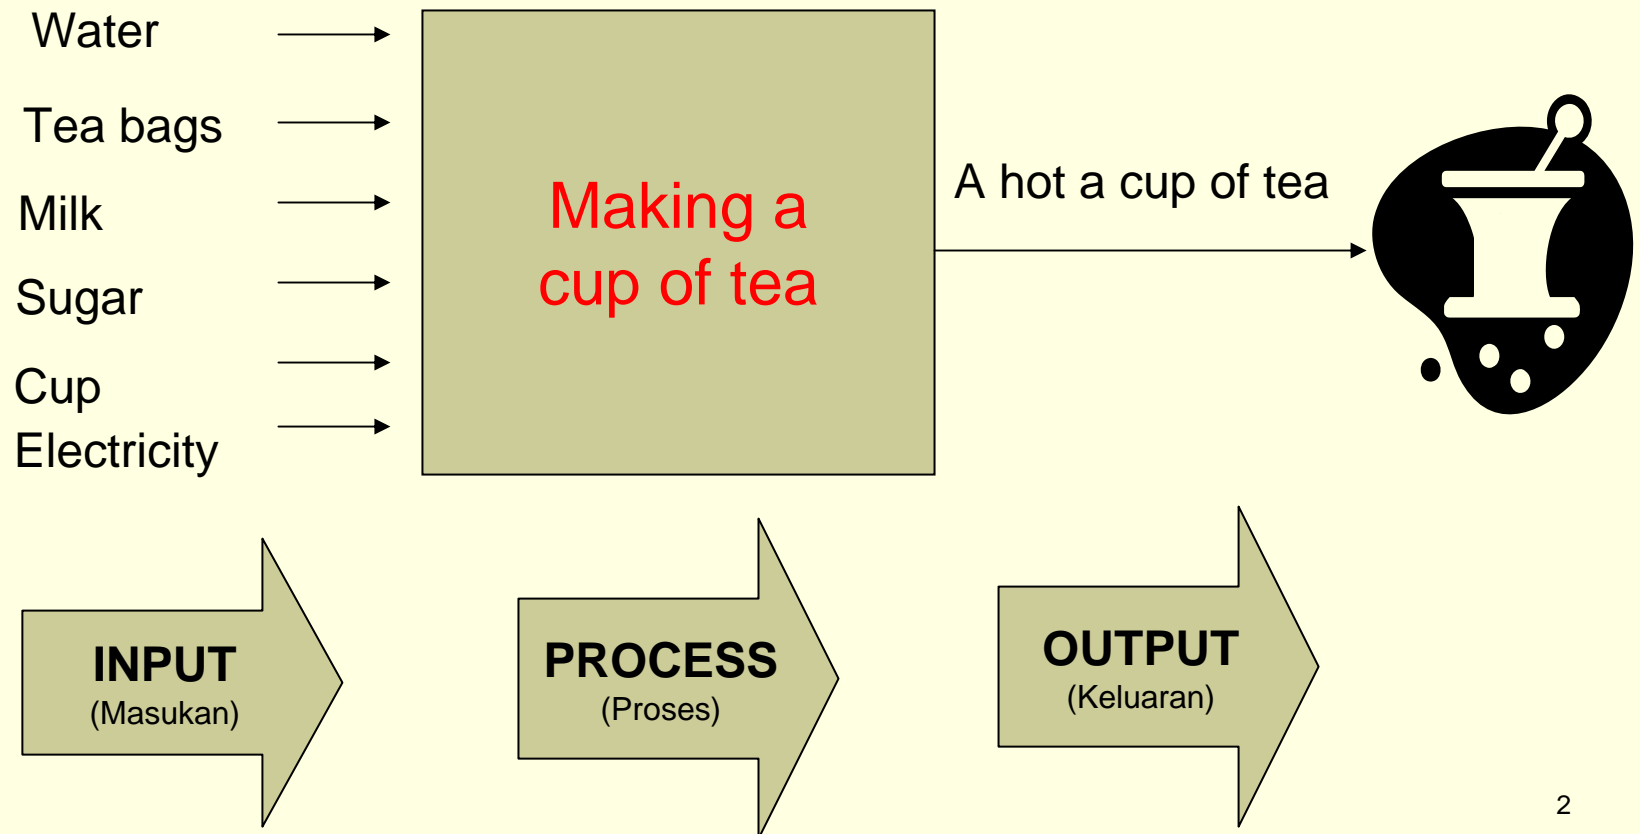 Water
Tea bags
Milk
Sugar
Cup
Electricity
Making a
cup of tea
A hot a cup of tea
INPUT
(Masukan)
PROCESS
(Proses)
OUTPUT
(Keluaran)
2